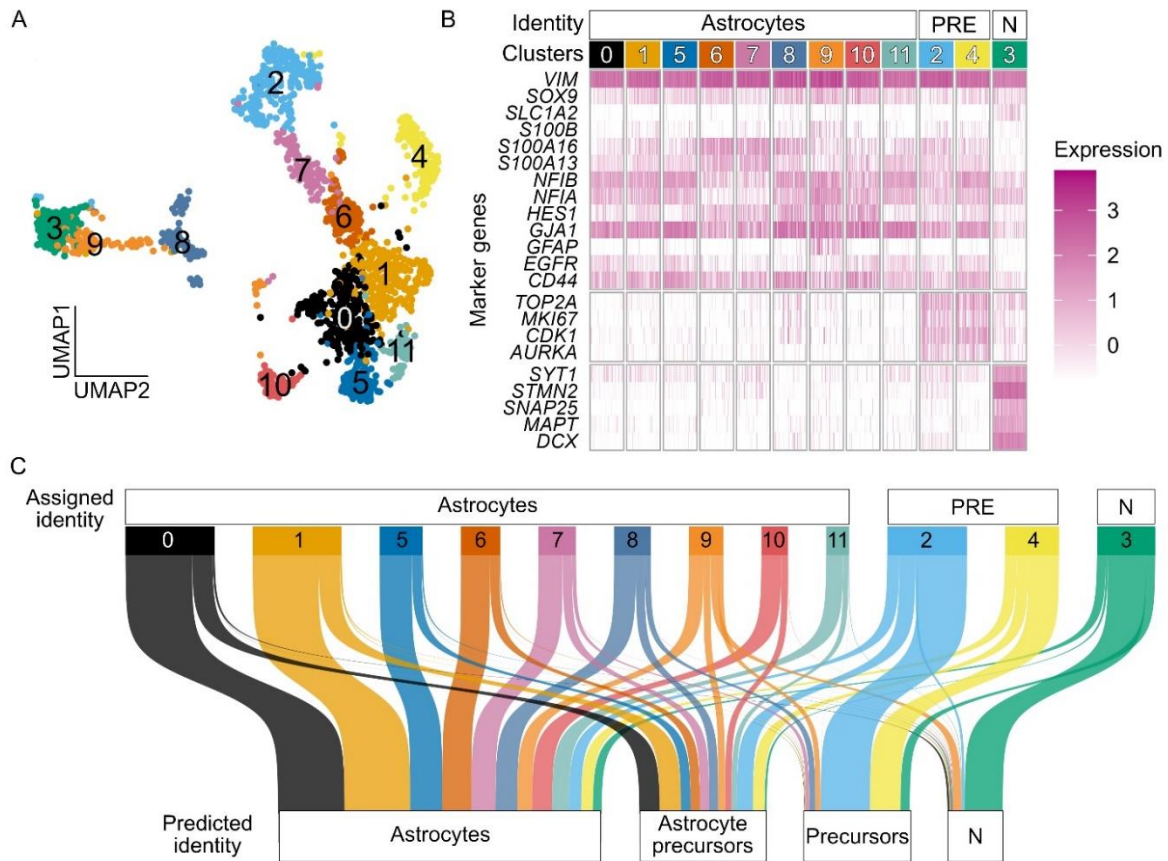 A
2
7
4
6
3
9
8
1
0
11
10
5
UMAP1
UMAP2
B
Identity Astrocytes PRE N
Clusters 0 1 5 6 7 8 9 10 11 2 4 3
Marker genes
VIM
SOX9
SLC1A2
S100B
S100A16
S100A13
NFIB
NFIA
HES1
GJA1
GFAP
EGFR
CD44
TOP2A
MKI67
CDK1
AURKA
SYT1
STMN2
SNAP25
MAPT
DCX
Expression
3
2
1
0
C
Assigned identity
Astrocytes PRE N
0 1 5 6 7 8 9 10 11 2 4 3
Predicted identity
Astrocytes
Astrocyte
precursors
Precursors
N